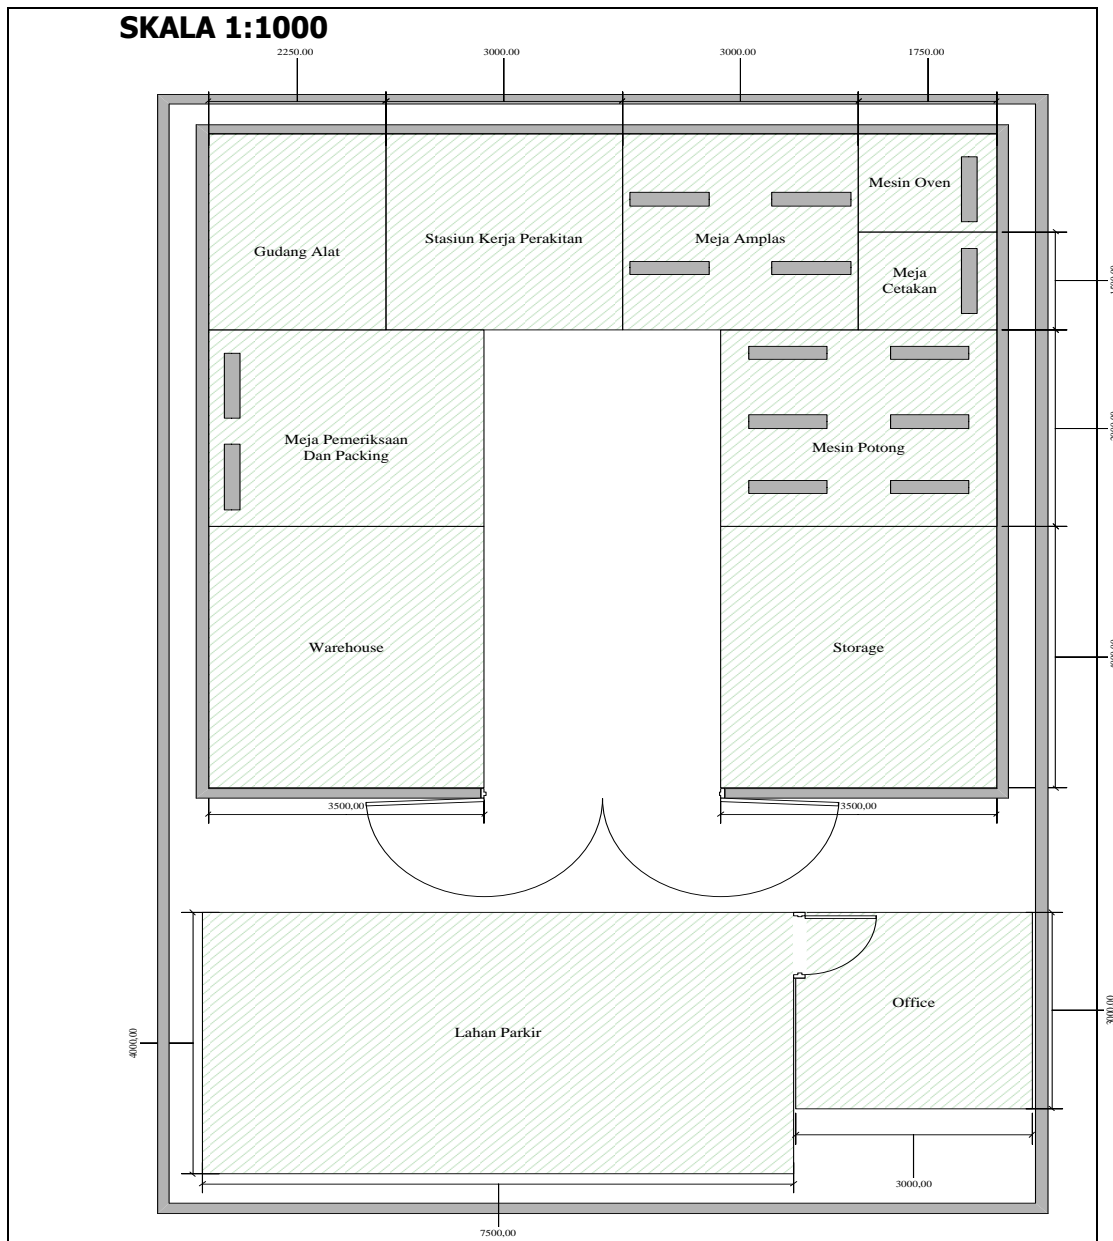 SKALA 1:1000
2250.00
3000.00
3000.00
1750.00
Mesin Oven
Gudang Alat
Stasiun Kerja Perakitan
Meja Amplas
Meja
Cetakan
Meja Pemeriksaan
Dan Packing
Mesin Potong
Warehouse
Storage
3500,00
3500,00
4000,00
Lahan Parkir
Office
3000,00
3000,00
7500,00